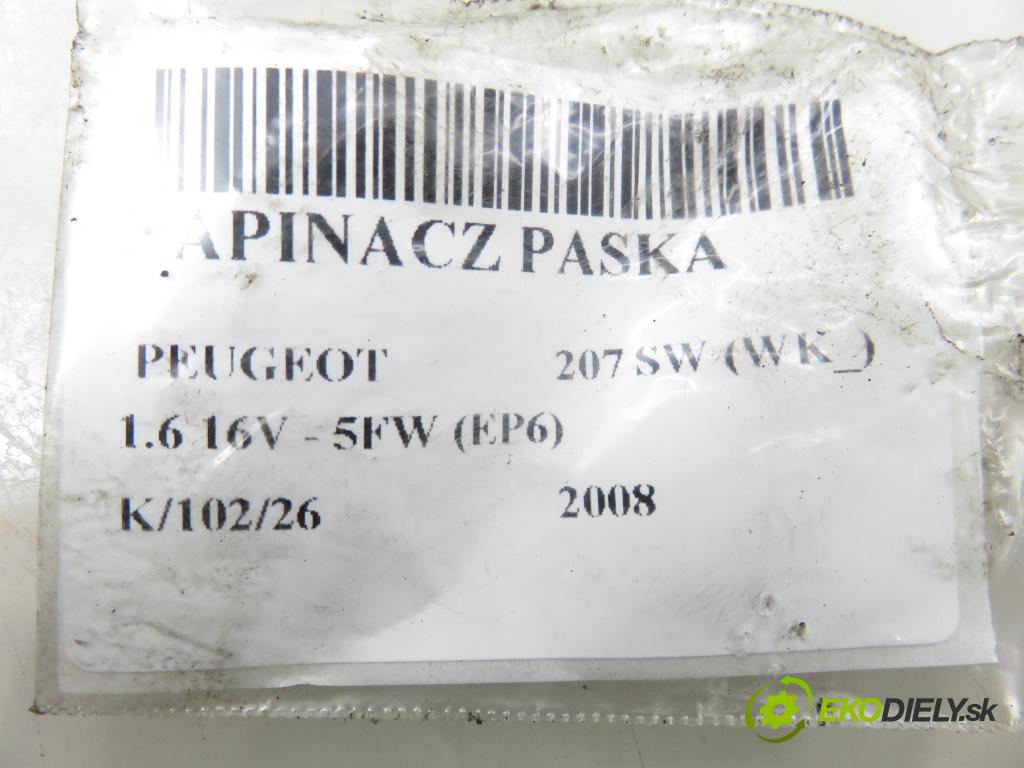 APINACZ PASKA
PEUGEOT 207 SW (WK_)
1.6 16V - 5FW (EP6)
K/102/26 2008
EKODIELY.sk